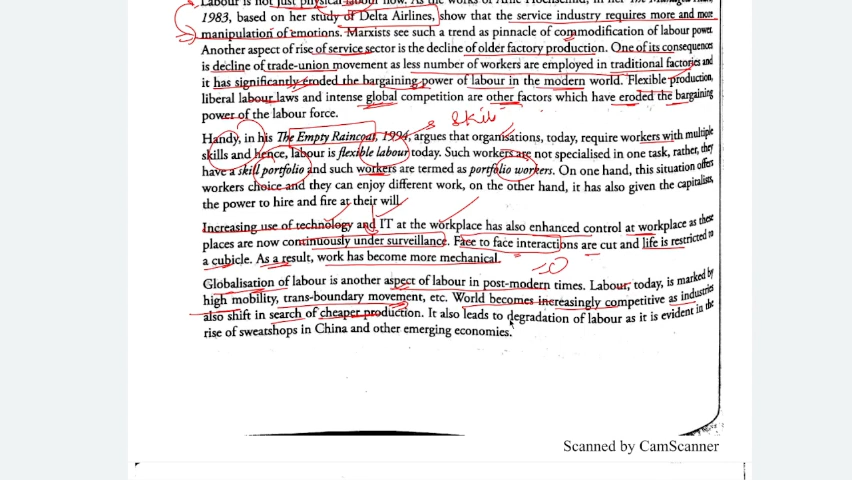 Labour is not just physical labour now. As the works of Arlie Hochschild, in her The Managed Heart,
1983, based on her study of Delta Airlines, show that the service industry requires more and more
manipulation of emotions. Marxists see such a trend as pinnacle of commodification of labour power.
Another aspect of rise of service sector is the decline of older factory production. One of its consequences
is decline of trade-union movement as less number of workers are employed in traditional factories and
it has significantly eroded the bargaining power of labour in the modern world. Flexible production,
liberal labour laws and intense global competition are other factors which have eroded the bargaining
power of the labour force.
Skill
Handy, in his The Empty Raincoat, 1994, argues that organisations, today, require workers with multiple
skills and hence, labour is flexible labour today. Such workers are not specialised in one task, rather, they
have a skill portfolio and such workers are termed as portfolio workers. On one hand, this situation offers
workers choice and they can enjoy different work, on the other hand, it has also given the capitalists,
the power to hire and fire at their will.
Increasing use of technology and IT at the workplace has also enhanced control at workplace as these
places are now continuously under surveillance. Face to face interactions are cut and life is restricted to
a cubicle. As a result, work has become more mechanical.
Globalisation of labour is another aspect of labour in post-modern times. Labour, today, is marked by
high mobility, trans-boundary movement, etc. World becomes increasingly competitive as industries
also shift in search of cheaper production. It also leads to degradation of labour as it is evident in the
rise of sweatshops in China and other emerging economies.
Scanned by CamScanner